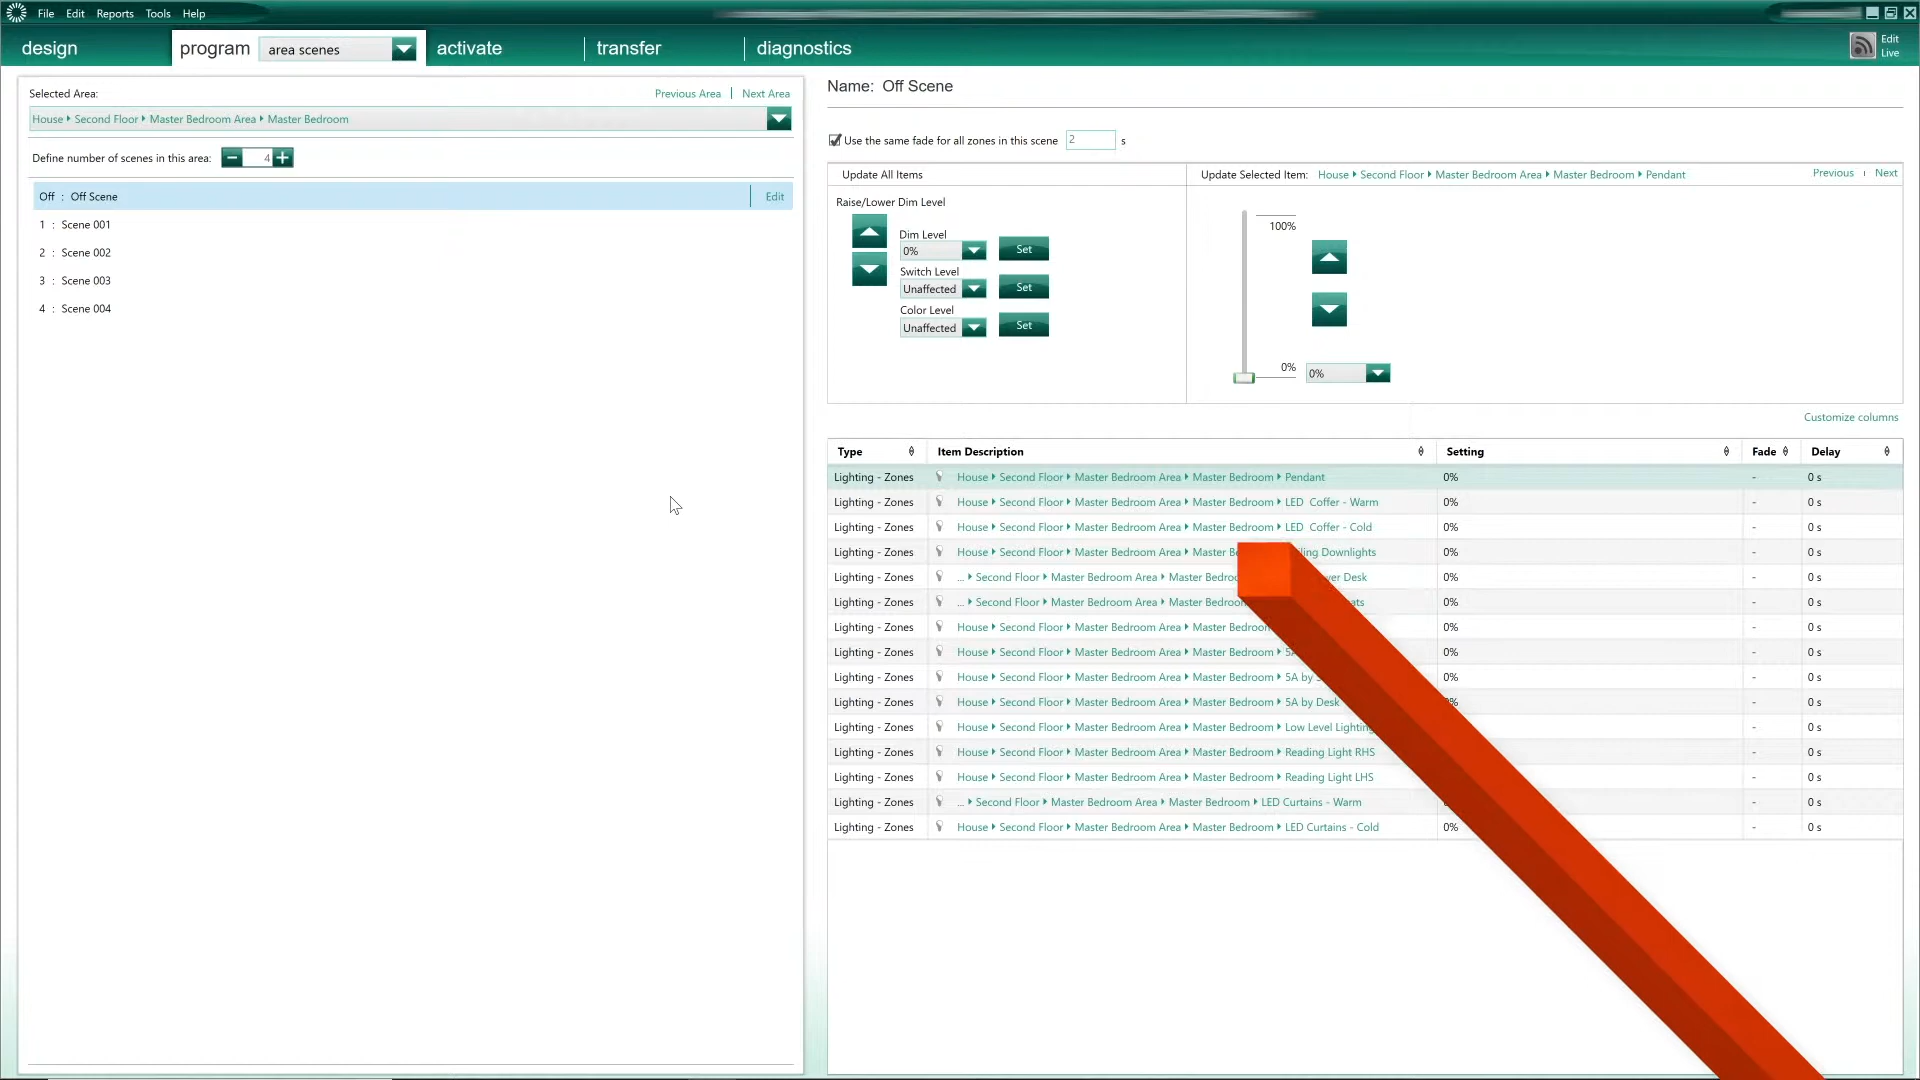 File Edit Reports Tools Help
design program area scenes activate transfer diagnostics Edit Live
Selected Area: Previous Area | Next Area
House Second Floor Master Bedroom Area Master Bedroom
Define number of scenes in this area: − 4 +
Off : Off Scene Edit
1 : Scene 001
2 : Scene 002
3 : Scene 003
4 : Scene 004
Name: Off Scene
Use the same fade for all zones in this scene 2 s
Update All Items
Raise/Lower Dim Level
Dim Level
0% Set
Switch Level
Unaffected Set
Color Level
Unaffected Set
Update Selected Item: House Second Floor Master Bedroom Area Master Bedroom Pendant Previous Next
100%
0% 0%
Customize columns
Type Item Description Setting Fade Delay
Lighting - Zones House Second Floor Master Bedroom Area Master Bedroom Pendant 0% - 0 s
Lighting - Zones House Second Floor Master Bedroom Area Master Bedroom LED Coffer - Warm 0% - 0 s
Lighting - Zones House Second Floor Master Bedroom Area Master Bedroom LED Coffer - Cold 0% - 0 s
Lighting - Zones House Second Floor Master Bedroom Area Master Downlights 0% - 0 s
Lighting - Zones ... Second Floor Master Bedroom Area Master Desk 0% - 0 s
Lighting - Zones ... Second Floor Master Bedroom Area Master 0% - 0 s
Lighting - Zones House Second Floor Master Bedroom Area Master 0% - 0 s
Lighting - Zones House Second Floor Master Bedroom Area Master Bedroom 0% - 0 s
Lighting - Zones House Second Floor Master Bedroom Area Master Bedroom 5A by 0% - 0 s
Lighting - Zones House Second Floor Master Bedroom Area Master Bedroom 5A by Desk - 0 s
Lighting - Zones House Second Floor Master Bedroom Area Master Bedroom Low Level Lighting - 0 s
Lighting - Zones House Second Floor Master Bedroom Area Master Bedroom Reading Light RHS - 0 s
Lighting - Zones House Second Floor Master Bedroom Area Master Bedroom Reading Light LHS - 0 s
Lighting - Zones ... Second Floor Master Bedroom Area Master Bedroom LED Curtains - Warm - 0 s
Lighting - Zones House Second Floor Master Bedroom Area Master Bedroom LED Curtains - Cold 0% - 0 s